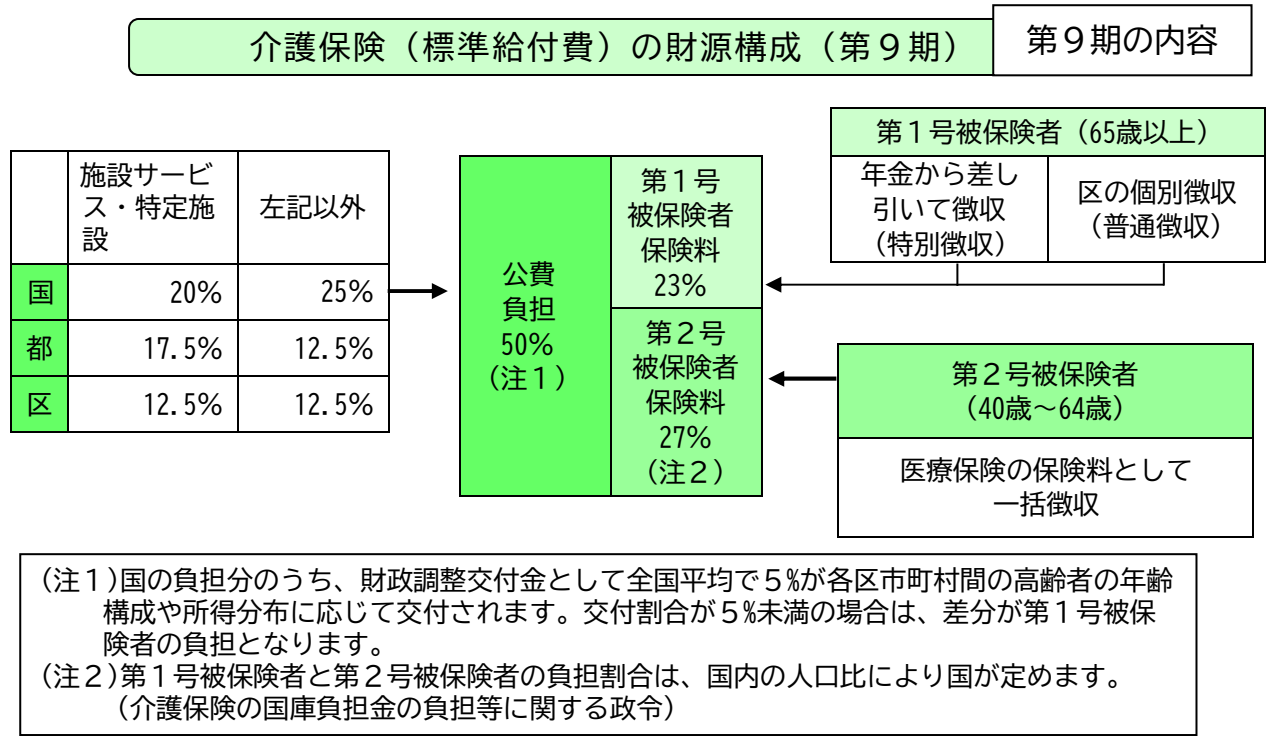 介護保険（標準給付費）の財源構成（第９期）
第９期の内容
施設サービ
ス・特定施
設
左記以外
国
20%
25%
都
17.5%
12.5%
区
12.5%
12.5%
公費
負担
50%
（注１）
第１号
被保険者
保険料
23%
第２号
被保険者
保険料
27%
（注２）
第１号被保険者（65歳以上）
年金から差し
引いて徴収
（特別徴収）
区の個別徴収
（普通徴収）
第２号被保険者
（40歳～64歳）
医療保険の保険料として
一括徴収
(注１)国の負担分のうち、財政調整交付金として全国平均で５%が各区市町村間の高齢者の年齢
構成や所得分布に応じて交付されます。交付割合が５%未満の場合は、差分が第１号被保
険者の負担となります。
(注２)第１号被保険者と第２号被保険者の負担割合は、国内の人口比により国が定めます。
（介護保険の国庫負担金の負担等に関する政令）